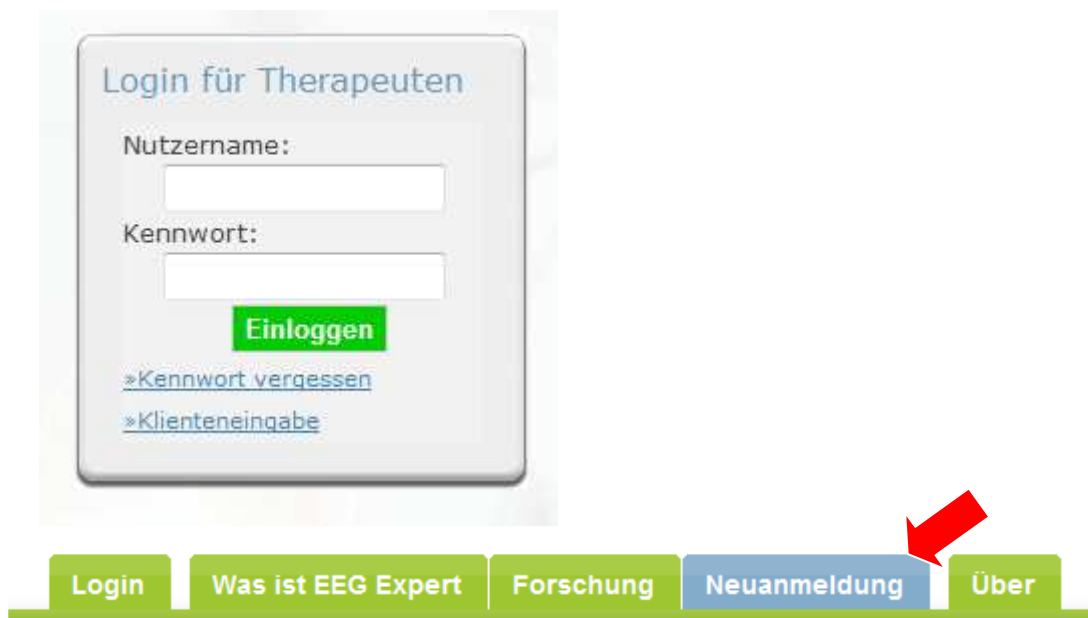 Login für Therapeuten
Nutzername:
Kennwort:
Einloggen
»Kennwort vergessen
»Klienteneingabe
Login Was ist EEG Expert Forschung Neuanmeldung Über